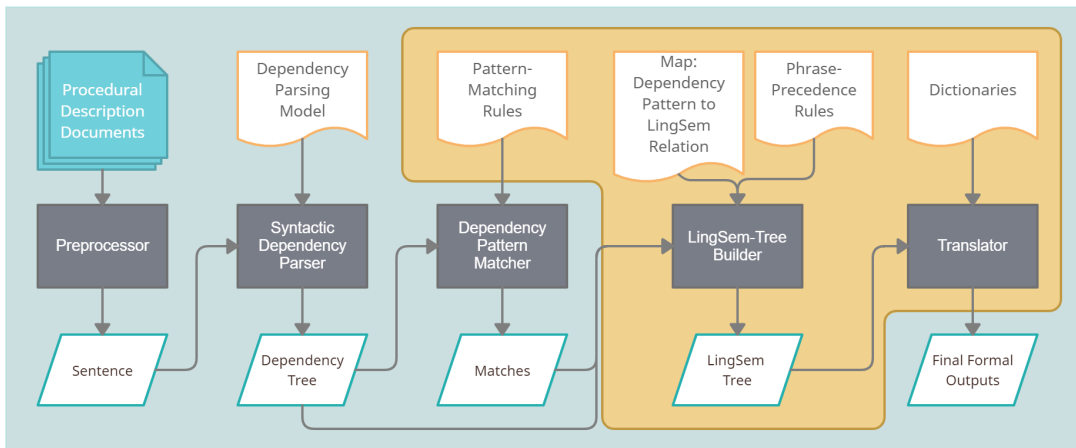 Procedural
Description
Documents
Dependency
Parsing
Model
Pattern-
Matching
Rules
Map:
Dependency
Pattern to
LingSem
Relation
Phrase-
Precedence
Rules
Dictionaries
Preprocessor
Syntactic
Dependency
Parser
Dependency
Pattern
Matcher
LingSem-Tree
Builder
Translator
Sentence
Dependency
Tree
Matches
LingSem
Tree
Final Formal
Outputs